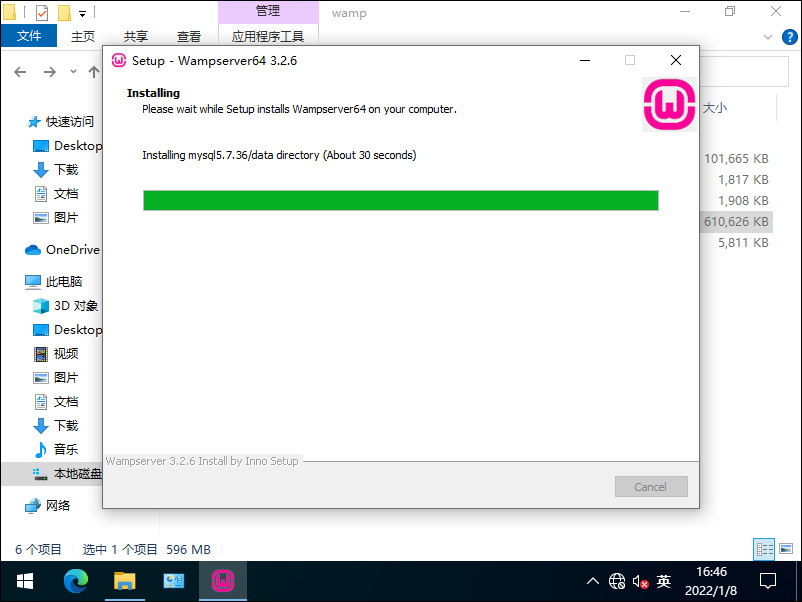 管理
wamp
文件
主页
共享
查看
应用程序工具
Setup - Wampserver64 3.2.6
Installing
Please wait while Setup installs Wampserver64 on your computer.
Installing mysql5.7.36/data directory (About 30 seconds)
Wampserver 3.2.6 Install by Inno Setup
Cancel
快速访问
Desktop
下载
文档
图片
OneDrive
此电脑
3D 对象
Desktop
视频
图片
文档
下载
音乐
本地磁盘
网络
大小
101,665 KB
1,817 KB
1,908 KB
610,626 KB
5,811 KB
6 个项目
选中 1 个项目
596 MB
英
16:46
2022/1/8